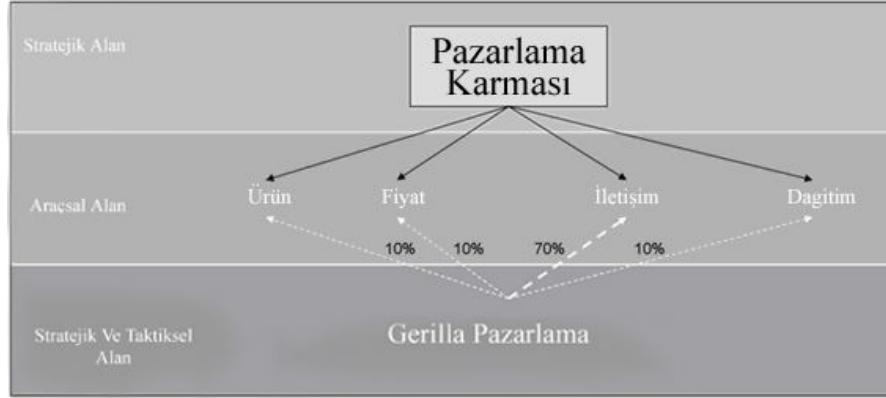 Stratejik Alan
Pazarlama
Karması
Araçsal Alan
Ürün
Fiyat
İletişim
Dagitim
10%
10%
70%
10%
Stratejik Ve Taktiksel
Alan
Gerilla Pazarlama